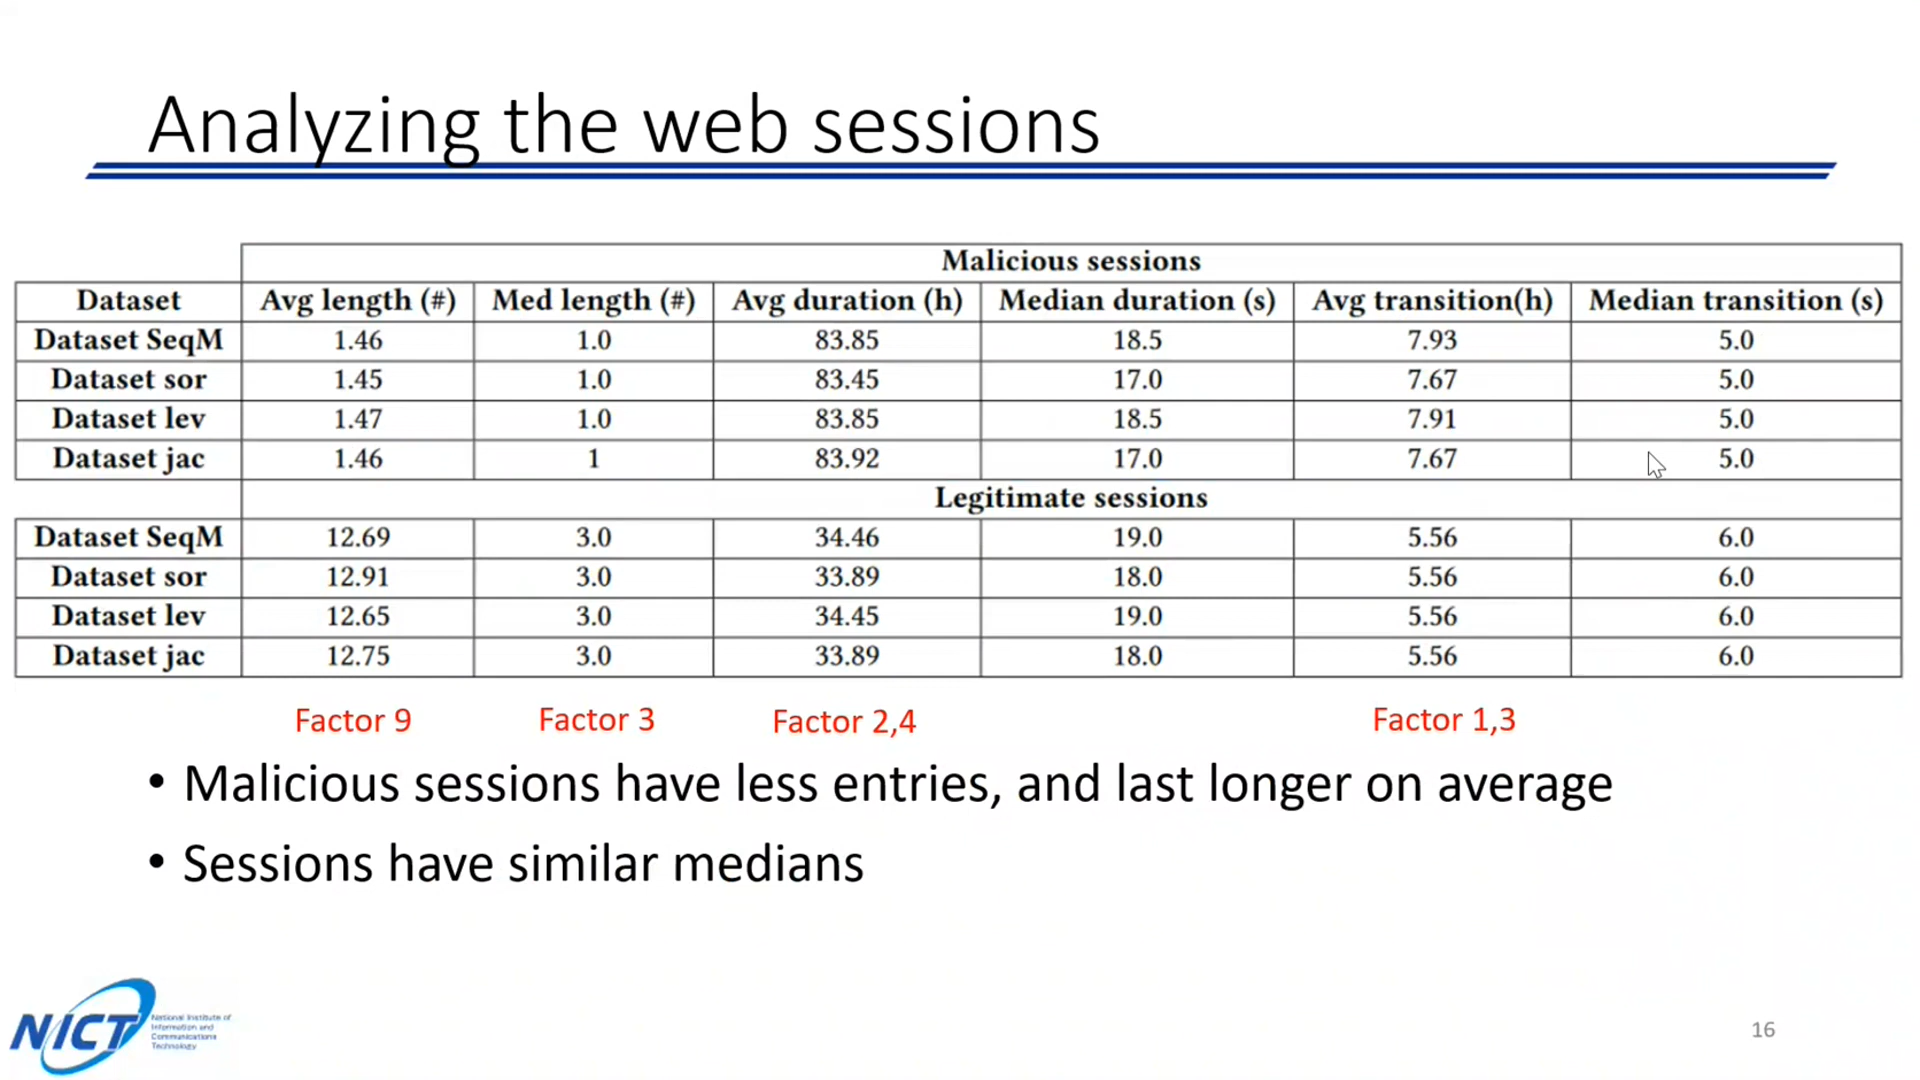 Analyzing the web sessions
Malicious sessions
Dataset Avg length (#) Med length (#) Avg duration (h) Median duration (s) Avg transition(h) Median transition (s)
Dataset SeqM 1.46 1.0 83.85 18.5 7.93 5.0
Dataset sor 1.45 1.0 83.45 17.0 7.67 5.0
Dataset lev 1.47 1.0 83.85 18.5 7.91 5.0
Dataset jac 1.46 1 83.92 17.0 7.67 5.0
Legitimate sessions
Dataset SeqM 12.69 3.0 34.46 19.0 5.56 6.0
Dataset sor 12.91 3.0 33.89 18.0 5.56 6.0
Dataset lev 12.65 3.0 34.45 19.0 5.56 6.0
Dataset jac 12.75 3.0 33.89 18.0 5.56 6.0
Factor 9 Factor 3 Factor 2,4 Factor 1,3
• Malicious sessions have less entries, and last longer on average
• Sessions have similar medians
NICT
National Institute of
Information and
Communications
Technology
16